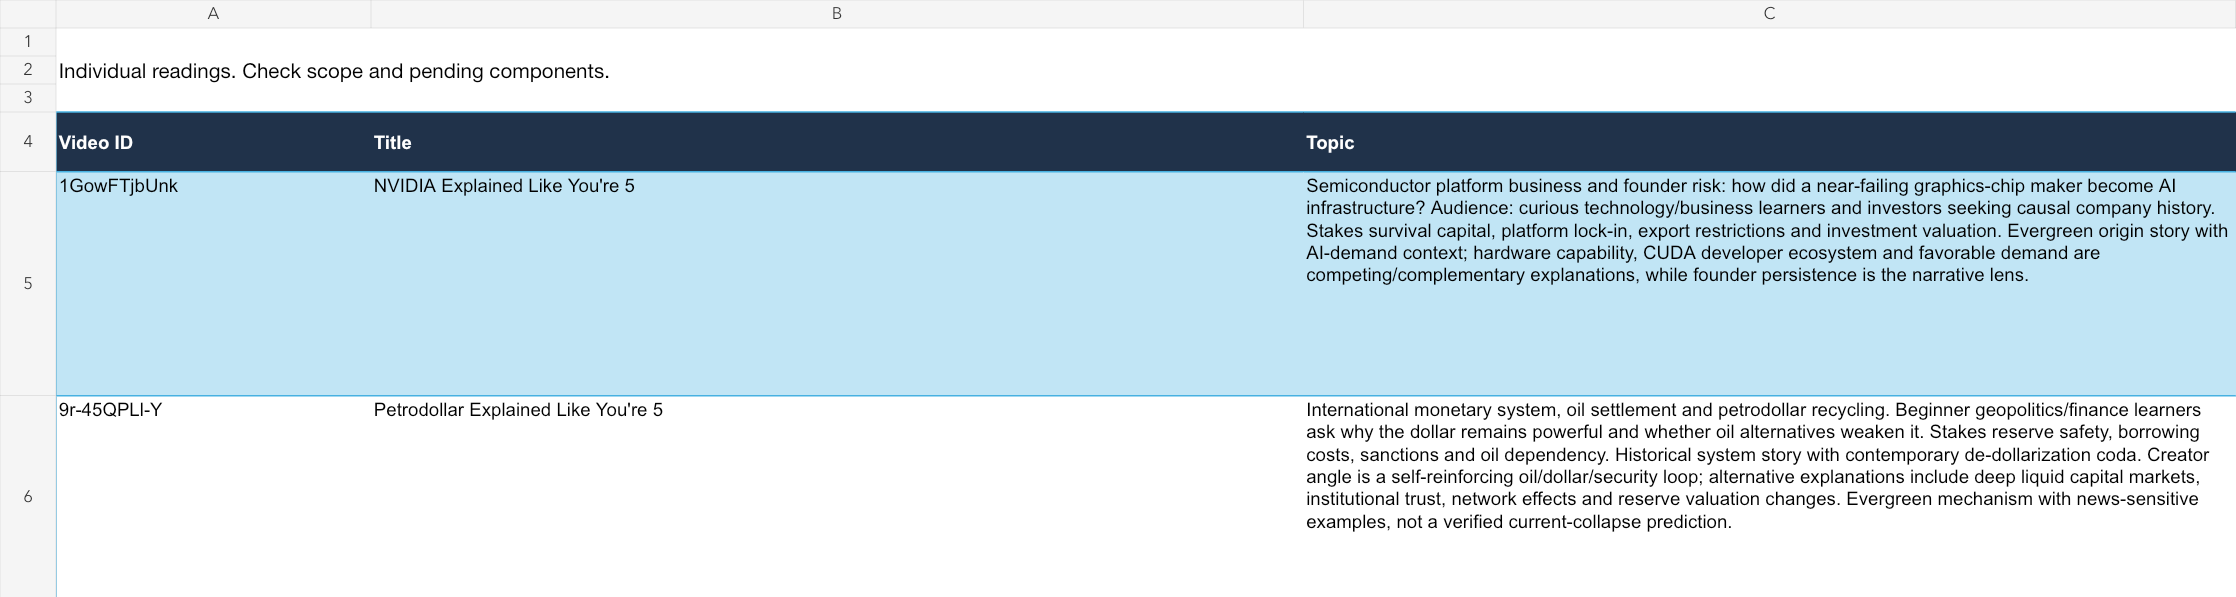 A B C
1
2 Individual readings. Check scope and pending components.
3
4 Video ID Title Topic
5 1GowFTjbUnk NVIDIA Explained Like You're 5 Semiconductor platform business and founder risk: how did a near-failing graphics-chip maker become AI
infrastructure? Audience: curious technology/business learners and investors seeking causal company history.
Stakes survival capital, platform lock-in, export restrictions and investment valuation. Evergreen origin story with
AI-demand context; hardware capability, CUDA developer ecosystem and favorable demand are
competing/complementary explanations, while founder persistence is the narrative lens.
6 9r-45QPLl-Y Petrodollar Explained Like You're 5 International monetary system, oil settlement and petrodollar recycling. Beginner geopolitics/finance learners
ask why the dollar remains powerful and whether oil alternatives weaken it. Stakes reserve safety, borrowing
costs, sanctions and oil dependency. Historical system story with contemporary de-dollarization coda. Creator
angle is a self-reinforcing oil/dollar/security loop; alternative explanations include deep liquid capital markets,
institutional trust, network effects and reserve valuation changes. Evergreen mechanism with news-sensitive
examples, not a verified current-collapse prediction.